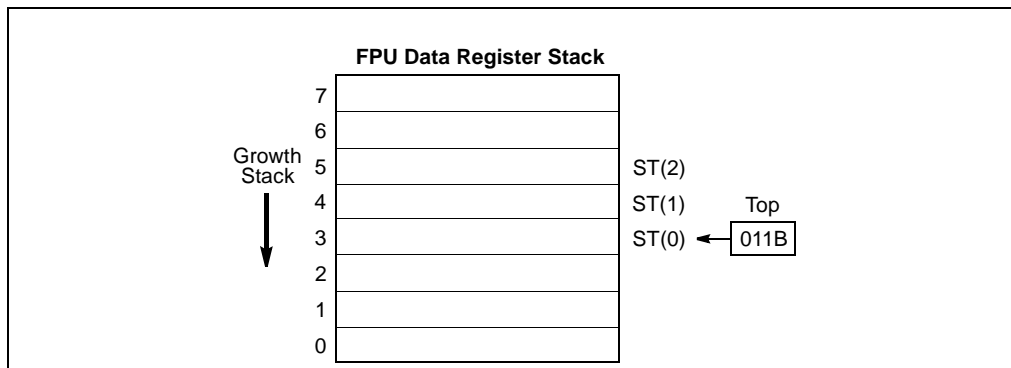 FPU Data Register Stack
7
6
Growth
Stack
5
ST(2)
4
ST(1)
Top
3
ST(0)
011B
2
1
0